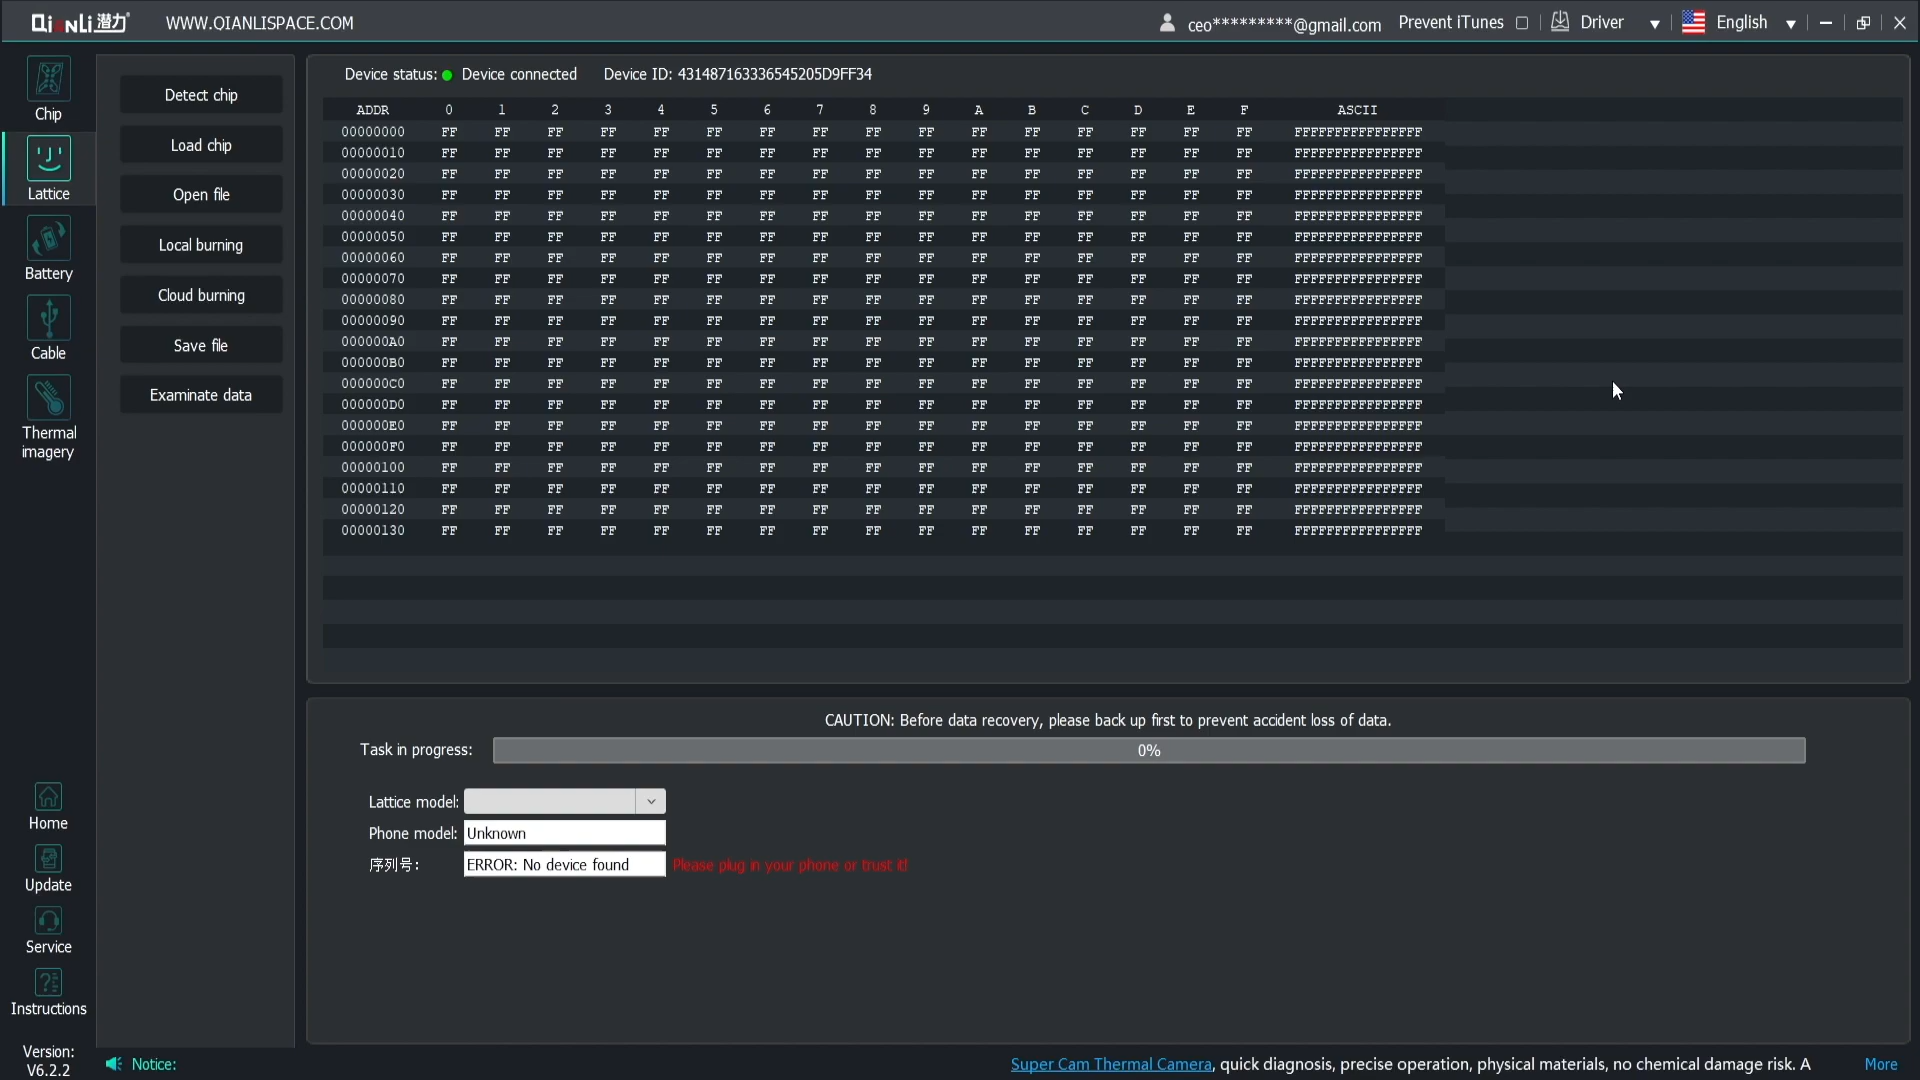 QianLi潜力 WWW.QIANLISPACE.COM ceo*********@gmail.com Prevent iTunes Driver English
Chip
Lattice
Battery
Cable
Thermal
imagery
Home
Update
Service
Instructions
Version:
V6.2.2
Detect chip
Load chip
Open file
Local burning
Cloud burning
Save file
Examinate data
Device status: Device connected Device ID: 431487163336545205D9FF34
ADDR 0 1 2 3 4 5 6 7 8 9 A B C D E F ASCII
00000000 FF FF FF FF FF FF FF FF FF FF FF FF FF FF FF FF FFFFFFFFFFFFFFFF
00000010 FF FF FF FF FF FF FF FF FF FF FF FF FF FF FF FF FFFFFFFFFFFFFFFF
00000020 FF FF FF FF FF FF FF FF FF FF FF FF FF FF FF FF FFFFFFFFFFFFFFFF
00000030 FF FF FF FF FF FF FF FF FF FF FF FF FF FF FF FF FFFFFFFFFFFFFFFF
00000040 FF FF FF FF FF FF FF FF FF FF FF FF FF FF FF FF FFFFFFFFFFFFFFFF
00000050 FF FF FF FF FF FF FF FF FF FF FF FF FF FF FF FF FFFFFFFFFFFFFFFF
00000060 FF FF FF FF FF FF FF FF FF FF FF FF FF FF FF FF FFFFFFFFFFFFFFFF
00000070 FF FF FF FF FF FF FF FF FF FF FF FF FF FF FF FF FFFFFFFFFFFFFFFF
00000080 FF FF FF FF FF FF FF FF FF FF FF FF FF FF FF FF FFFFFFFFFFFFFFFF
00000090 FF FF FF FF FF FF FF FF FF FF FF FF FF FF FF FF FFFFFFFFFFFFFFFF
000000A0 FF FF FF FF FF FF FF FF FF FF FF FF FF FF FF FF FFFFFFFFFFFFFFFF
000000B0 FF FF FF FF FF FF FF FF FF FF FF FF FF FF FF FF FFFFFFFFFFFFFFFF
000000C0 FF FF FF FF FF FF FF FF FF FF FF FF FF FF FF FF FFFFFFFFFFFFFFFF
000000D0 FF FF FF FF FF FF FF FF FF FF FF FF FF FF FF FF FFFFFFFFFFFFFFFF
000000E0 FF FF FF FF FF FF FF FF FF FF FF FF FF FF FF FF FFFFFFFFFFFFFFFF
000000F0 FF FF FF FF FF FF FF FF FF FF FF FF FF FF FF FF FFFFFFFFFFFFFFFF
00000100 FF FF FF FF FF FF FF FF FF FF FF FF FF FF FF FF FFFFFFFFFFFFFFFF
00000110 FF FF FF FF FF FF FF FF FF FF FF FF FF FF FF FF FFFFFFFFFFFFFFFF
00000120 FF FF FF FF FF FF FF FF FF FF FF FF FF FF FF FF FFFFFFFFFFFFFFFF
00000130 FF FF FF FF FF FF FF FF FF FF FF FF FF FF FF FF FFFFFFFFFFFFFFFF
CAUTION: Before data recovery, please back up first to prevent accident loss of data.
Task in progress: 0%
Lattice model:
Phone model: Unknown
序列号: ERROR: No device found Please plug in your phone or trust it!
Notice: Super Cam Thermal Camera, quick diagnosis, precise operation, physical materials, no chemical damage risk. A More